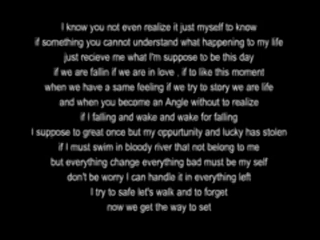 I know you not even realize it just myself to know
if something you cannot understand what happening to my life
just recieve me what I'm suppose to be this day
if we are fallin if we are in love , if to like this moment
when we have a same feeling if we try to story we are life
and when you become an Angle without to realize
if I falling and wake and wake for falling
I suppose to great once but my oppurtunity and lucky has stolen
if I must swim in bloody river that not belong to me
but everything change everything bad must be my self
don't be worry I can handle it in everything left
I try to safe let's walk and to forget
now we get the way to set